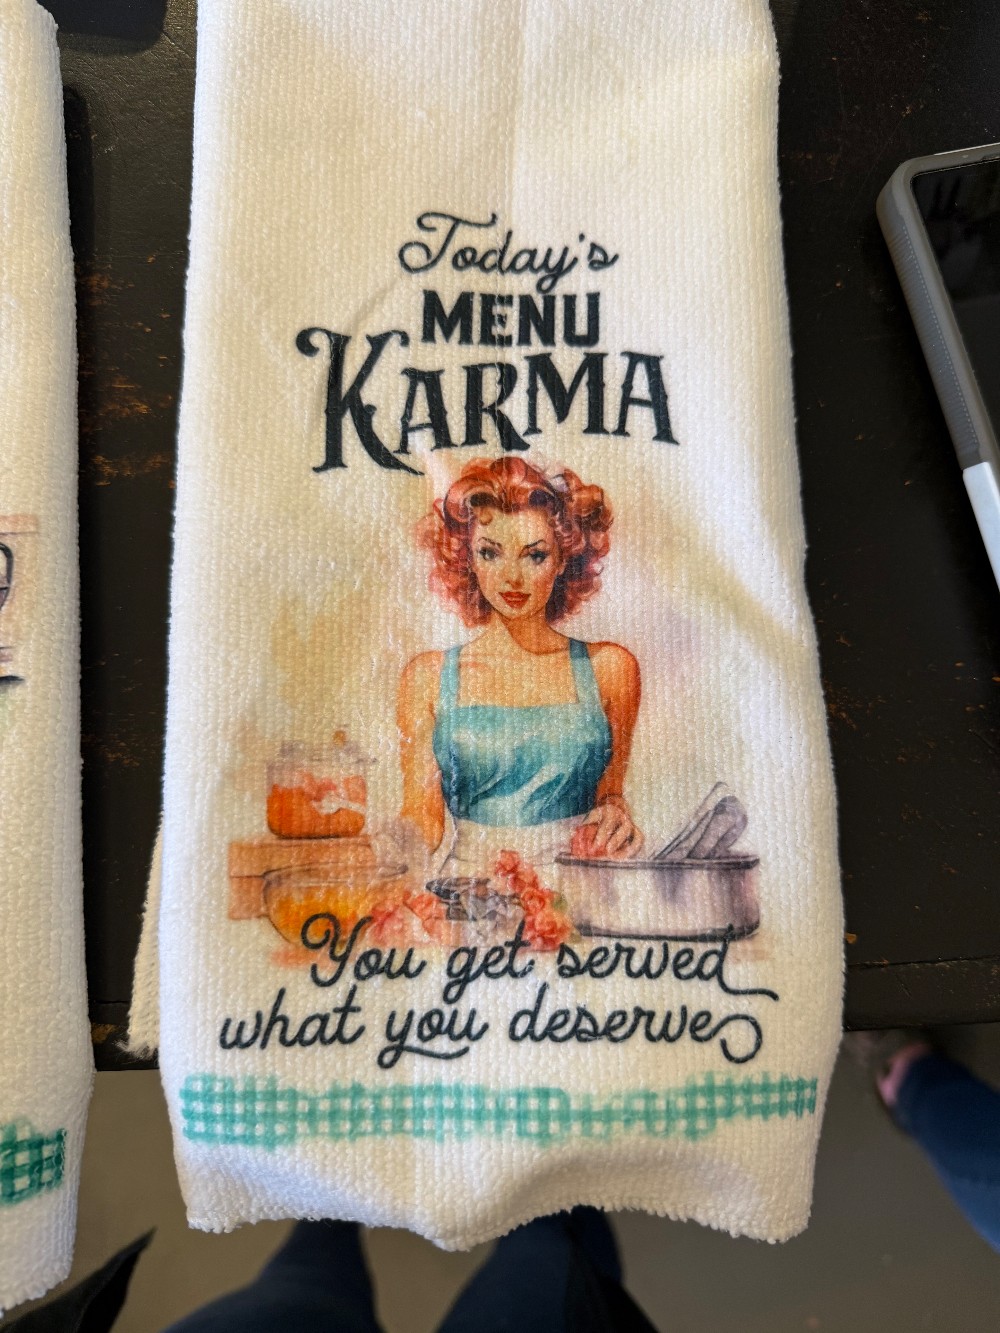 Today's
MENU
KARMA
You get served
what you deserve